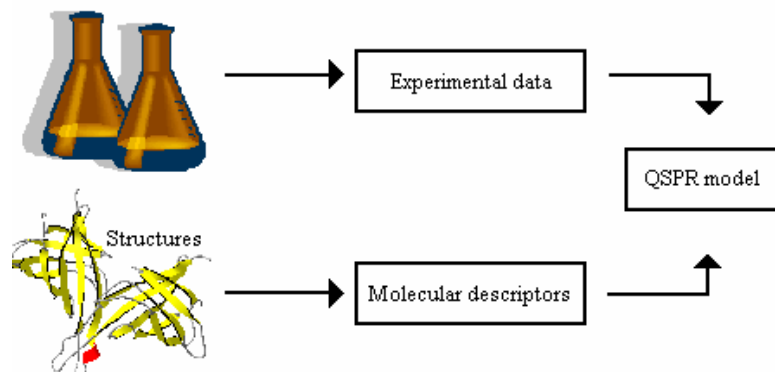 Experimental data
QSPR model
Structures
Molecular descriptors